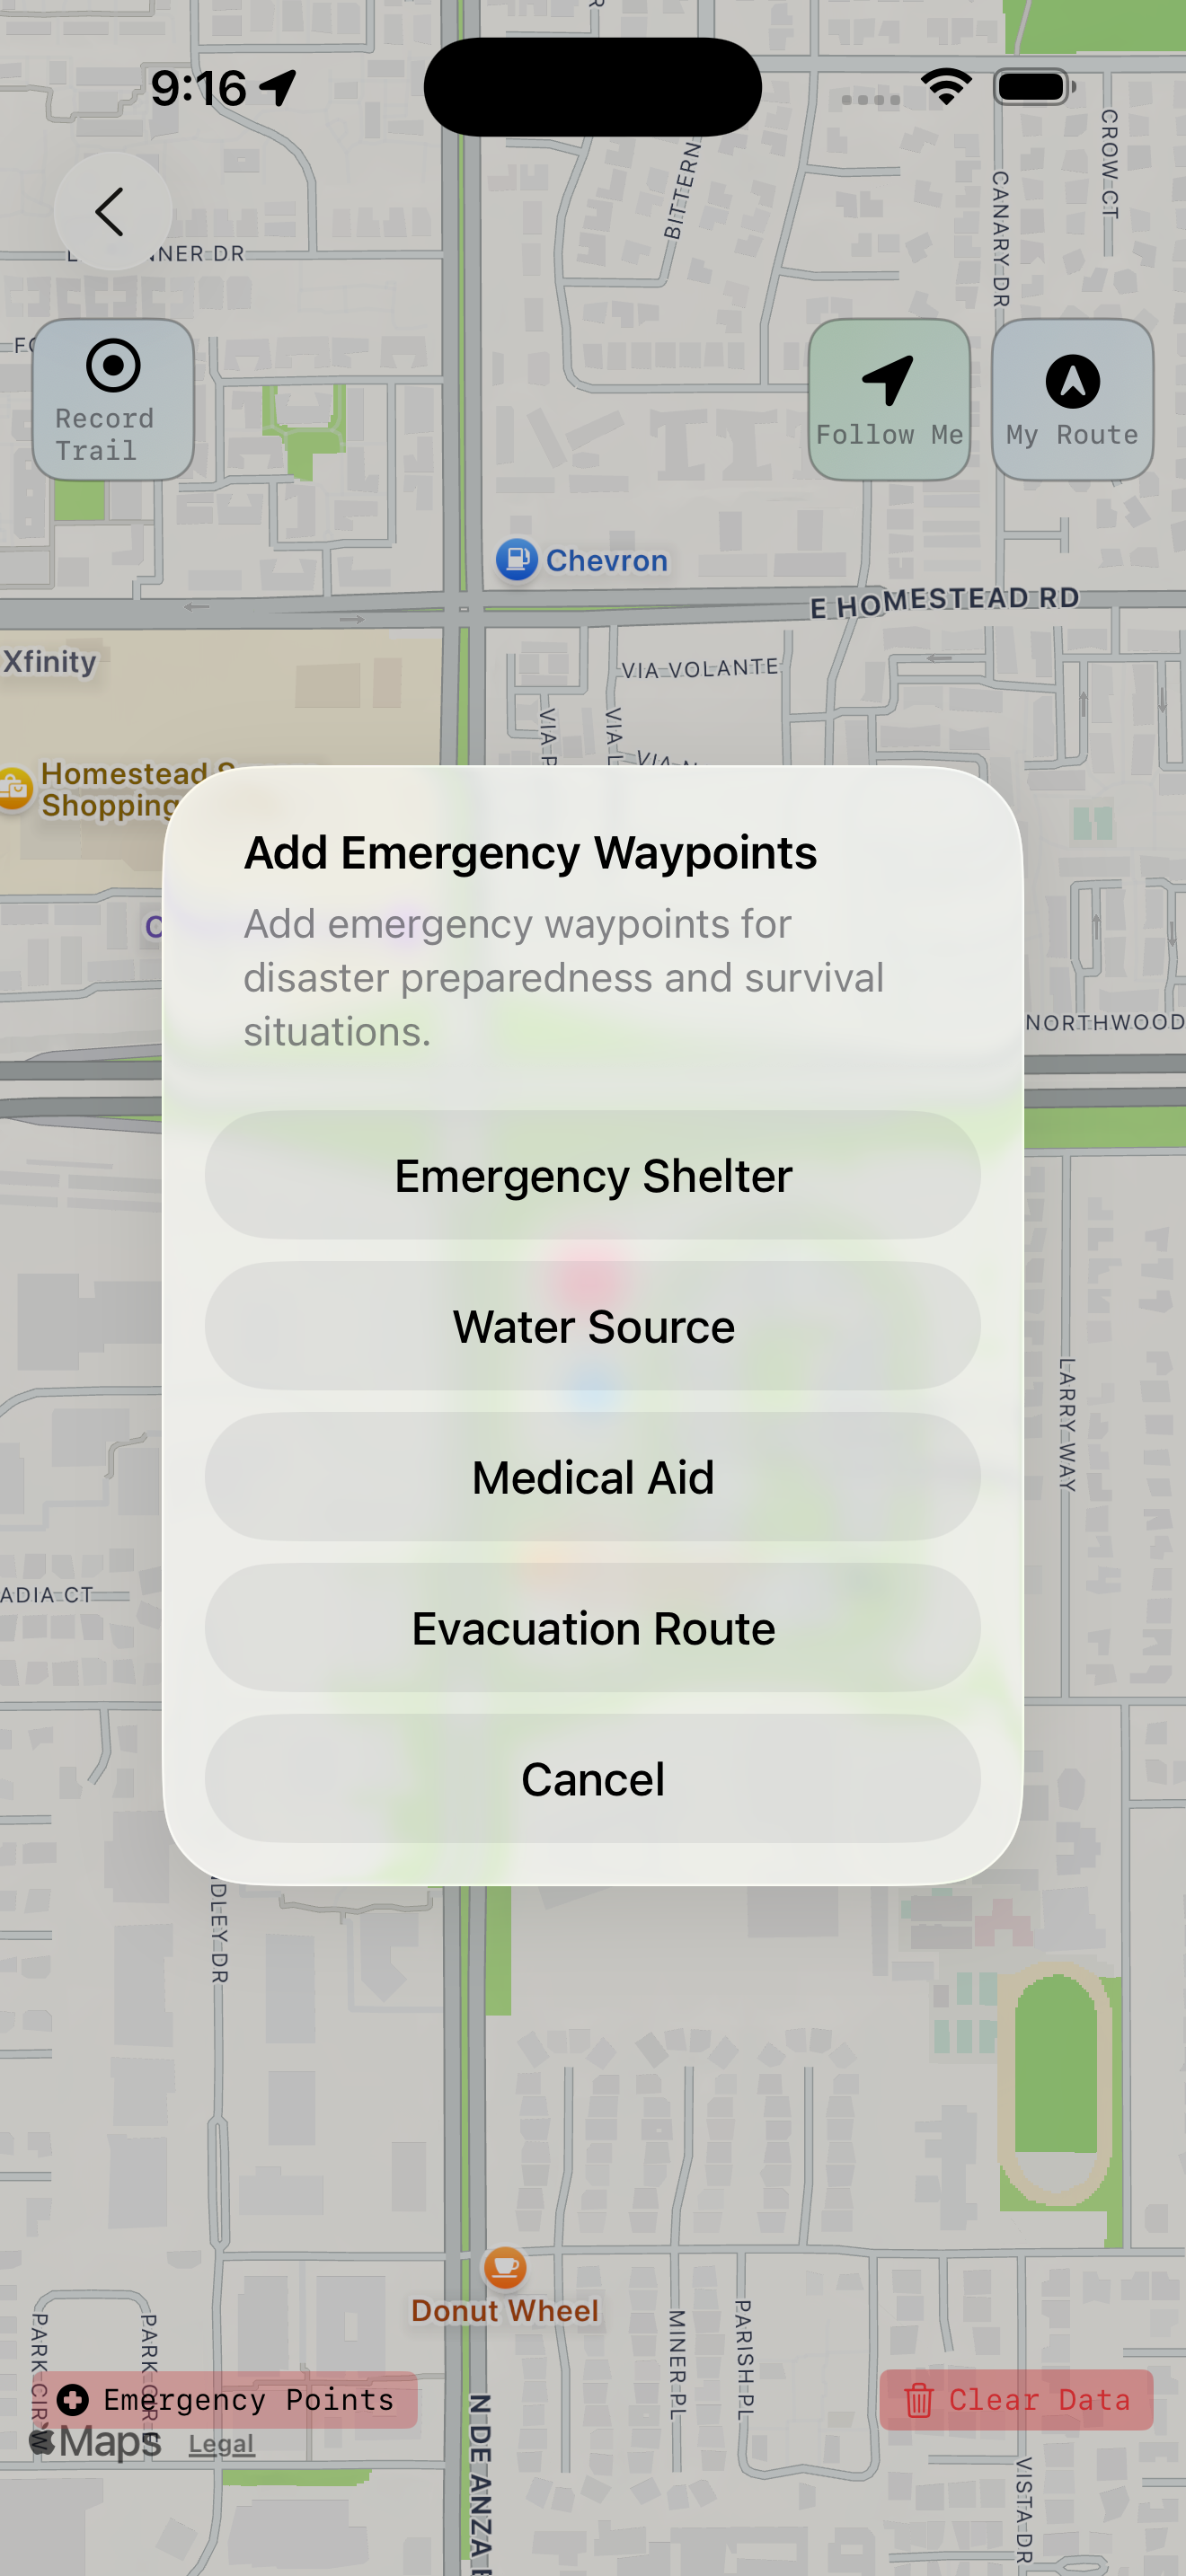 9:16
BITTERN
CROW CT
CANARY DR
NER DR
Record
Trail
Follow Me
My Route
Chevron
E HOMESTEAD RD
Xfinity
VIA VOLANTE
VIA
VIA
VIA
Homestead
Shopping
Add Emergency Waypoints
Add emergency waypoints for
disaster preparedness and survival
situations.
NORTHWOOD
Emergency Shelter
Water Source
Medical Aid
LARRY WAY
ADIA CT
Evacuation Route
Cancel
DLEY DR
Donut Wheel
PARK CIR W
PARK CIR E
MINER PL
PARISH PL
Emergency Points
Clear Data
Maps Legal
N DE ANZA
VISTA DR